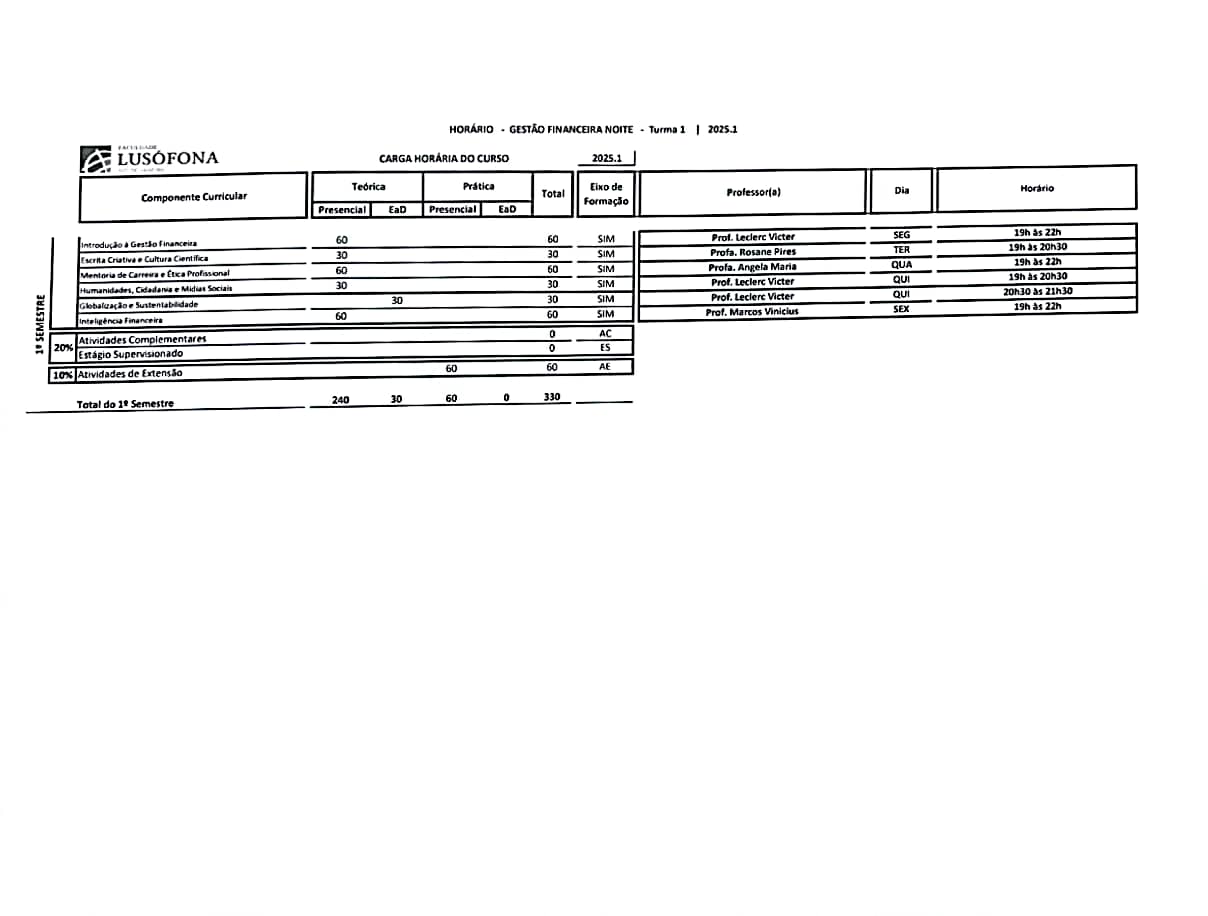 HORÁRIO - GESTÃO FINANCEIRA NOITE - Turma 1 | 2025.1
FACULDADE
LUSÓFONA
CARGA HORÁRIA DO CURSO 2025.1
Componente Curricular Teórica Prática Total Eixo de Formação Professor(a) Dia Horário
Presencial EaD Presencial EaD
1º SEMESTRE
Introdução à Gestão Financeira 60 60 SIM Prof. Leclerc Victer SEG 19h às 22h
Escrita Criativa e Cultura Científica 30 30 SIM Profa. Rosane Pires TER 19h às 20h30
Mentoria de Carreira e Ética Profissional 60 60 SIM Profa. Angela Maria QUA 19h às 22h
Humanidades, Cidadania e Mídias Sociais 30 30 SIM Prof. Leclerc Victer QUI 19h às 20h30
Globalização e Sustentabilidade 30 30 SIM Prof. Leclerc Victer QUI 20h30 às 21h30
Inteligência Financeira 60 60 SIM Prof. Marcos Vinicius SEX 19h às 22h
20% Atividades Complementares 0 AC
Estágio Supervisionado 0 ES
10% Atividades de Extensão 60 60 AE
Total do 1º Semestre 240 30 60 0 330